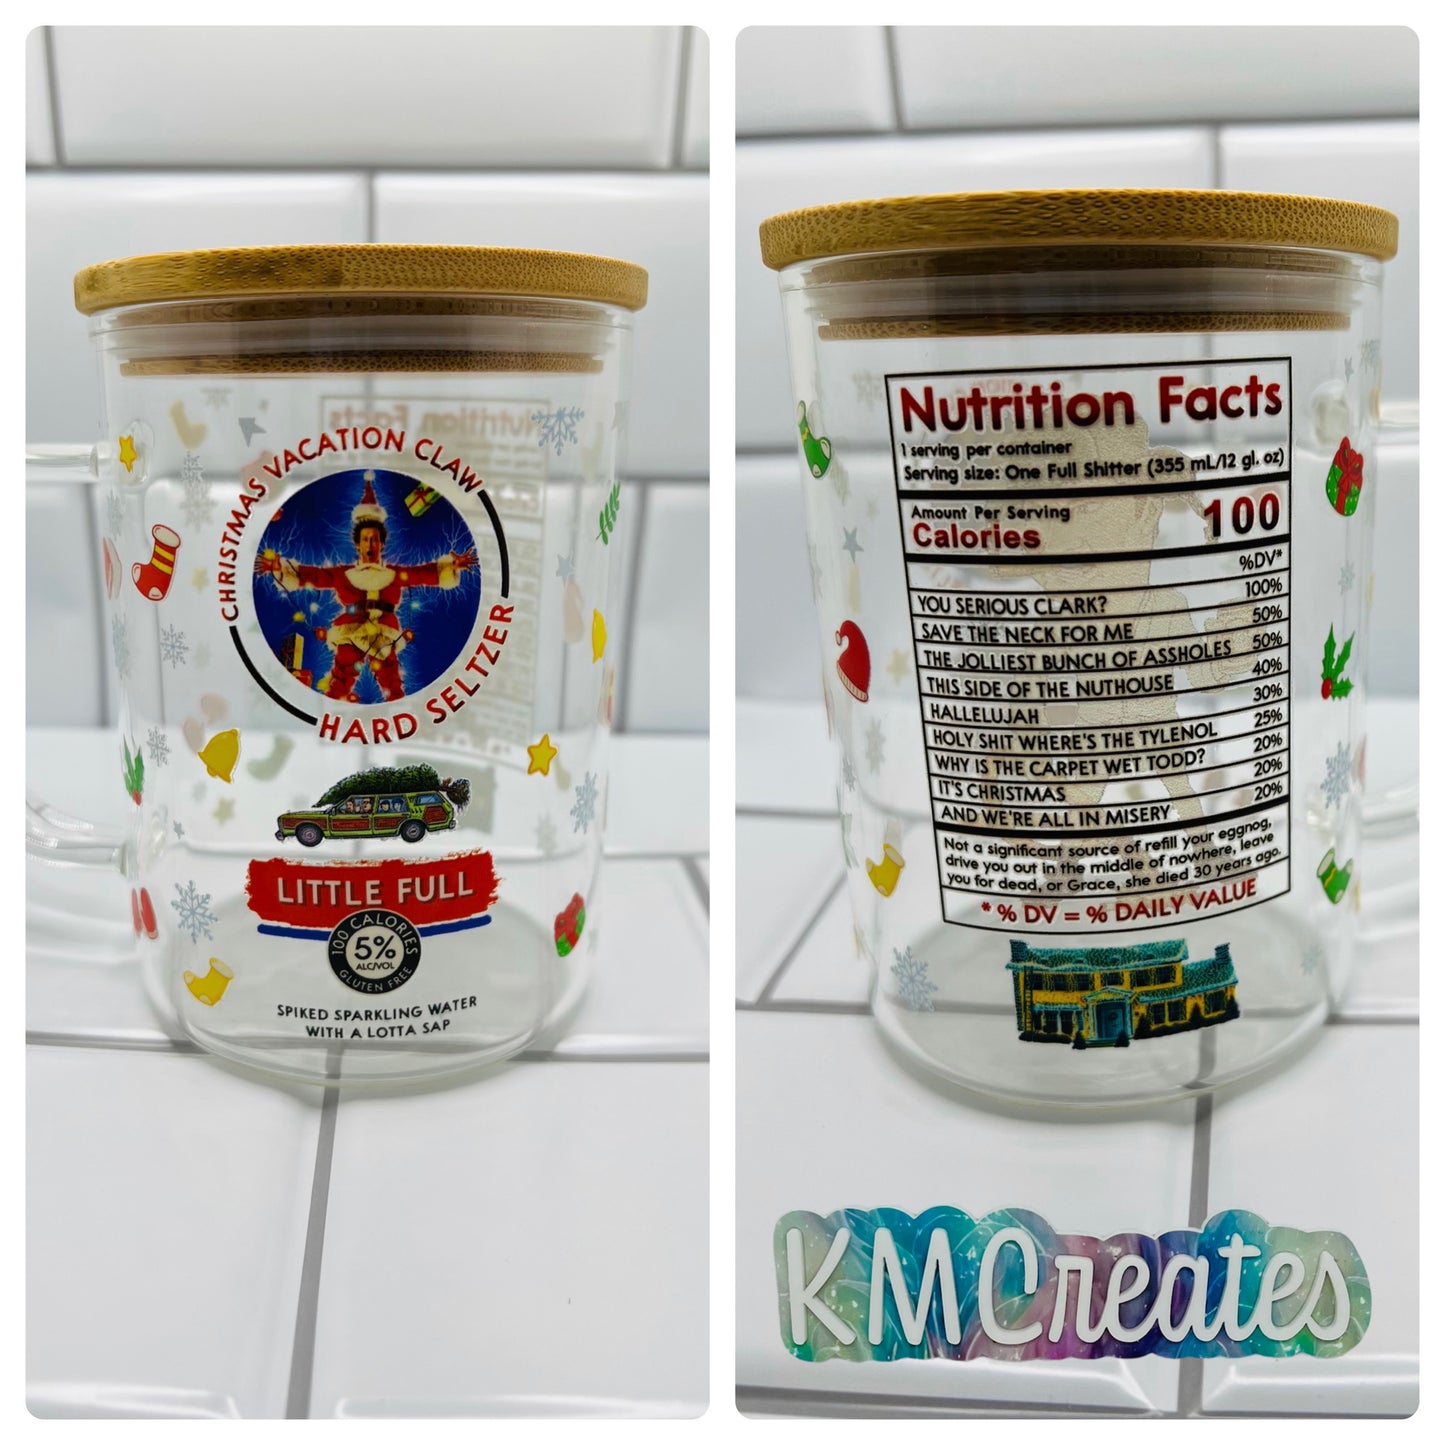 CHRISTMAS VACATION CLAW
HARD SELTZER
LITTLE FULL
100 CALORIES
5%
ALC/VOL
GLUTEN FREE
SPIKED SPARKLING WATER
WITH A LOTTA SAP
Nutrition Facts
1 serving per container
Serving size: One Full Shitter (355 mL/12 gl. oz)
Amount Per Serving
Calories 100
%DV*
YOU SERIOUS CLARK? 100%
SAVE THE NECK FOR ME 50%
THE JOLLIEST BUNCH OF ASSHOLES 50%
THIS SIDE OF THE NUTHOUSE 40%
HALLELUJAH 30%
HOLY SHIT WHERE'S THE TYLENOL 25%
WHY IS THE CARPET WET TODD? 20%
IT'S CHRISTMAS 20%
AND WE'RE ALL IN MISERY 20%
Not a significant source of refill your eggnog,
drive you out in the middle of nowhere, leave
you for dead, or Grace, she died 30 years ago.
* % DV = % DAILY VALUE
KMCreates